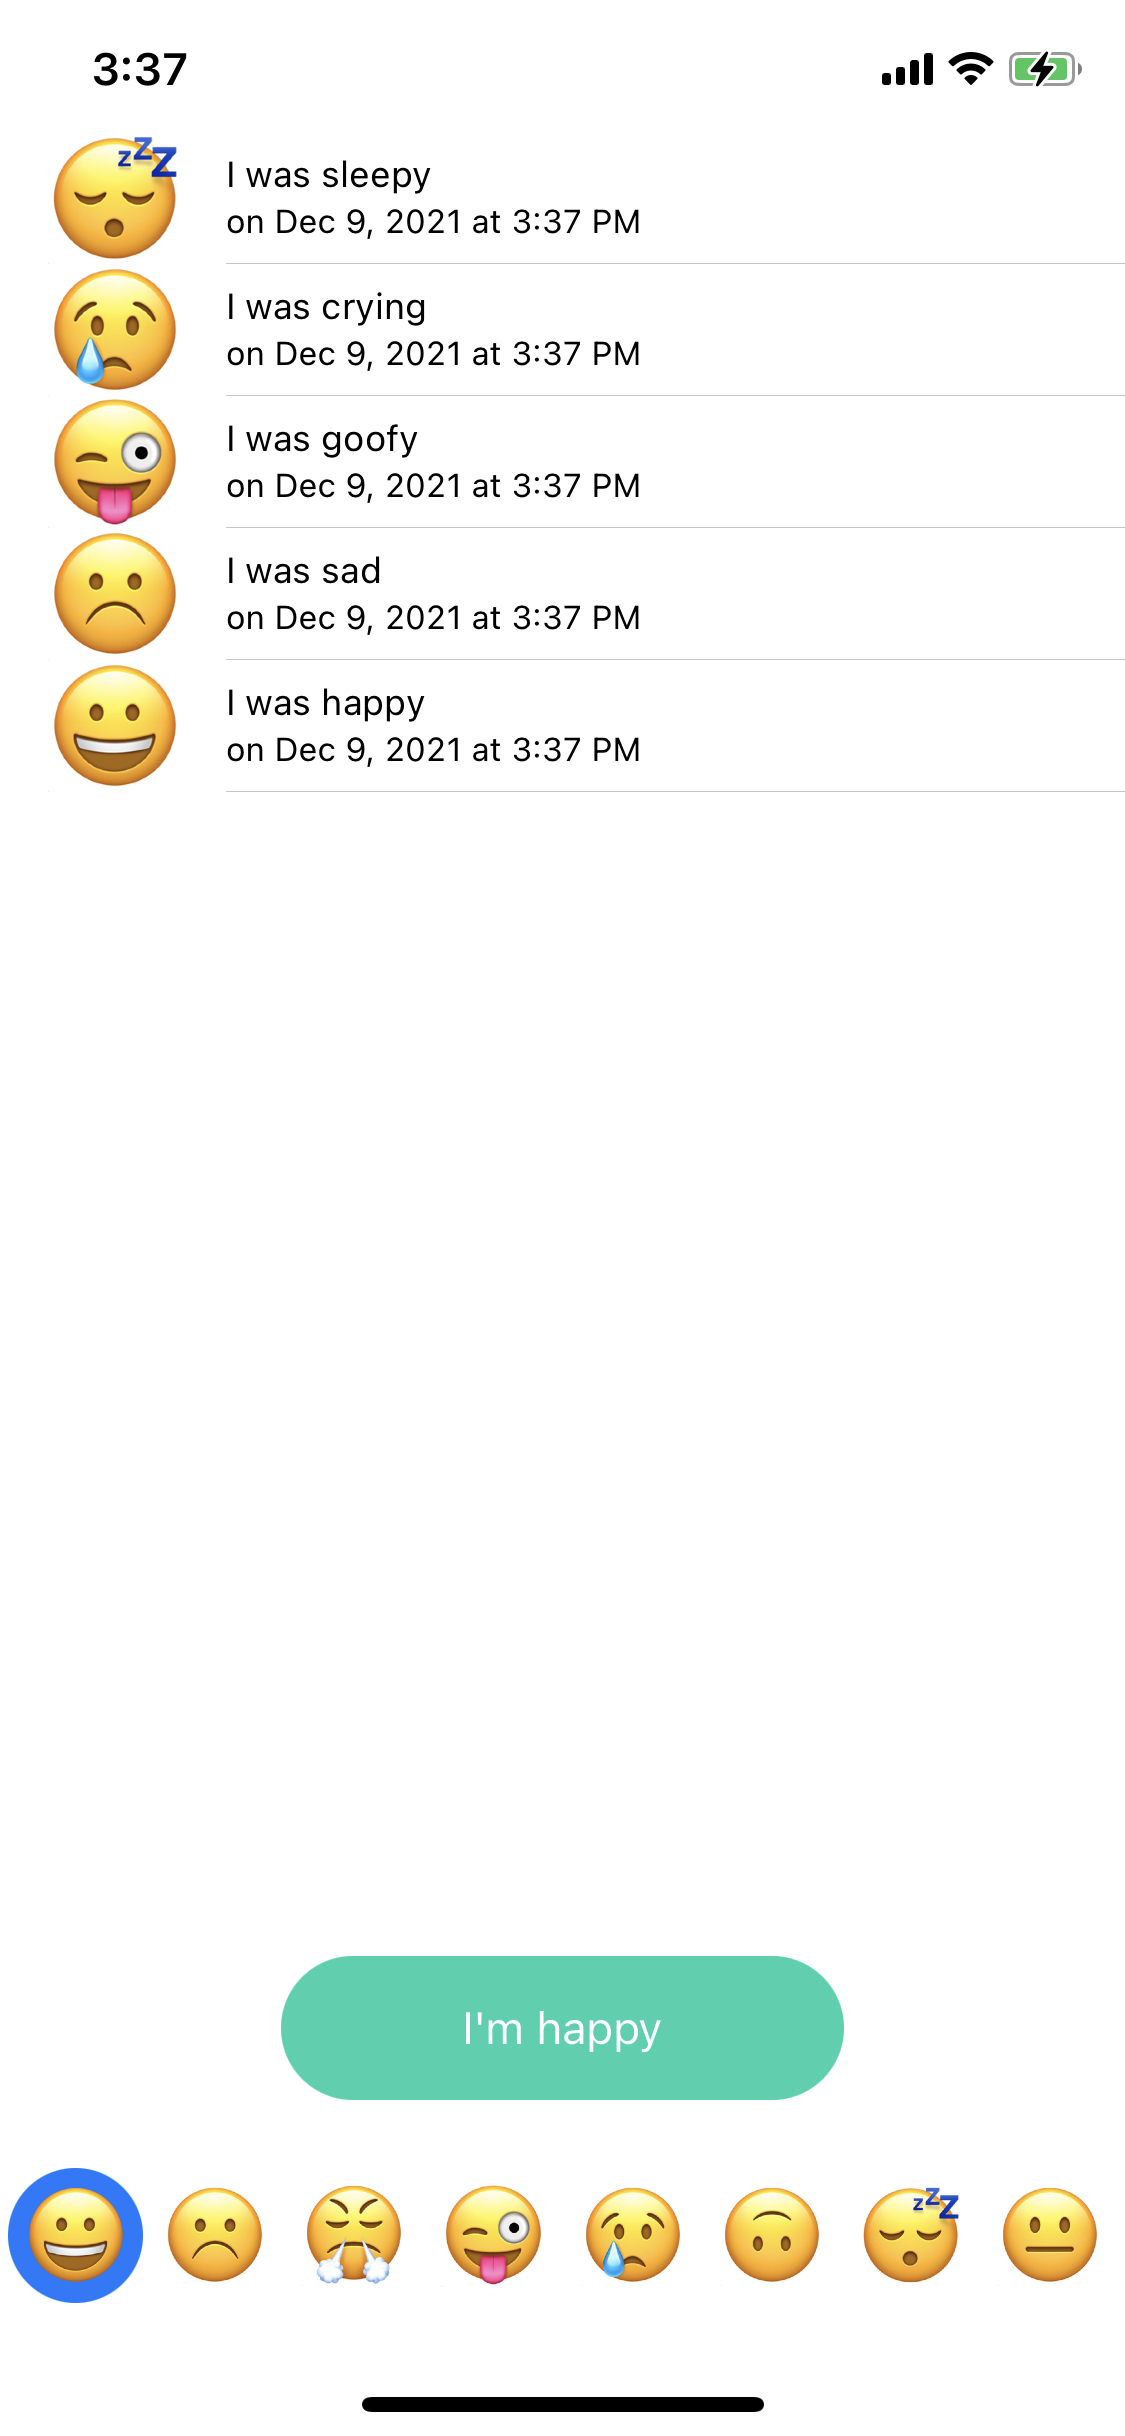 3:37
I was sleepy
on Dec 9, 2021 at 3:37 PM
I was crying
on Dec 9, 2021 at 3:37 PM
I was goofy
on Dec 9, 2021 at 3:37 PM
I was sad
on Dec 9, 2021 at 3:37 PM
I was happy
on Dec 9, 2021 at 3:37 PM
I'm happy